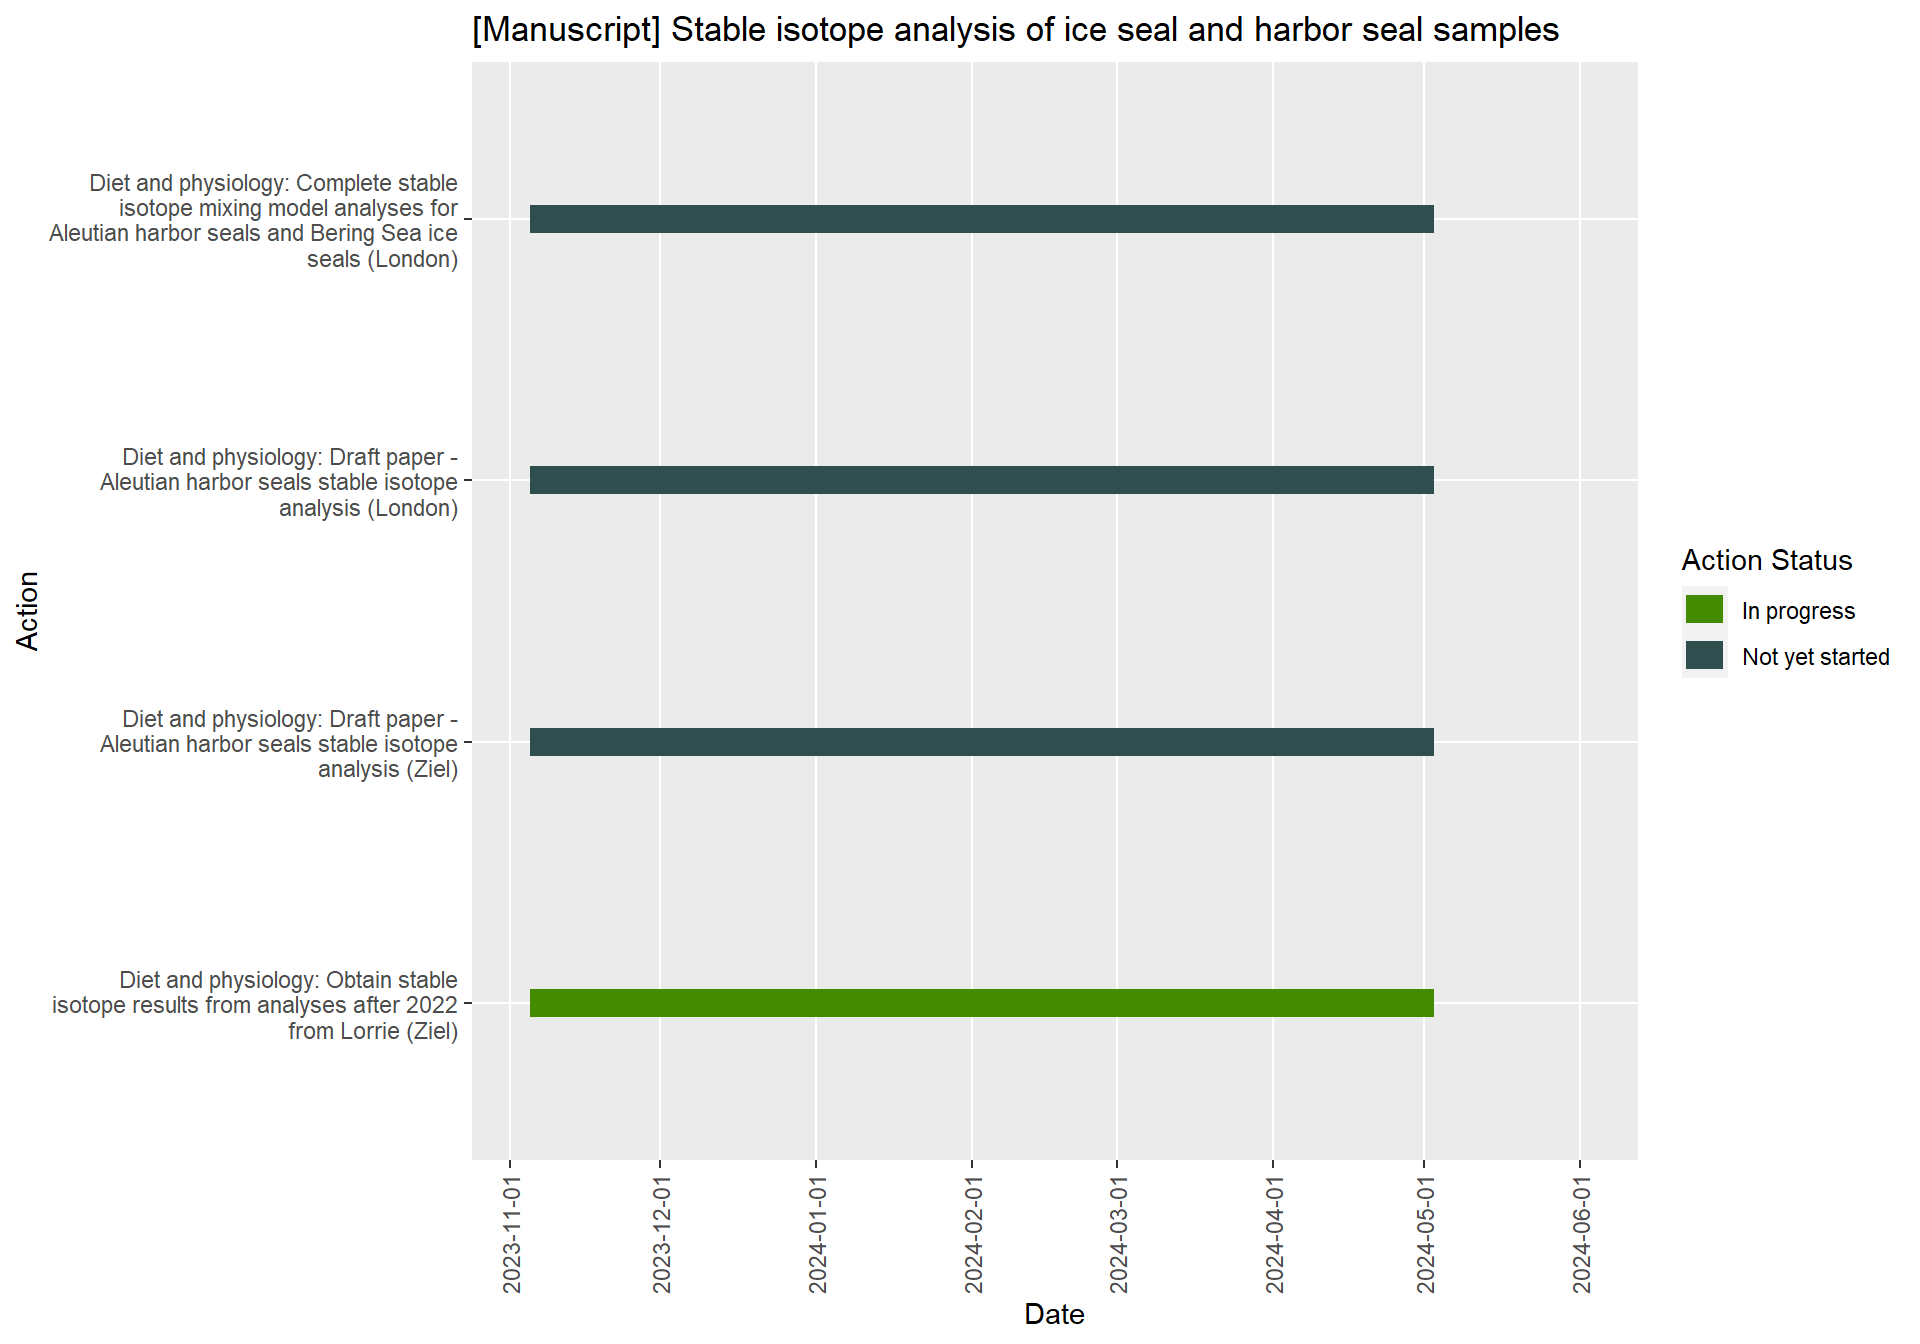 [Manuscript] Stable isotope analysis of ice seal and harbor seal samples
Diet and physiology: Complete stable
isotope mixing model analyses for
Aleutian harbor seals and Bering Sea ice
seals (London)
Diet and physiology: Draft paper -
Aleutian harbor seals stable isotope
analysis (London)
Diet and physiology: Draft paper -
Aleutian harbor seals stable isotope
analysis (Ziel)
Diet and physiology: Obtain stable
isotope results from analyses after 2022
from Lorrie (Ziel)
Action
2023-11-01
2023-12-01
2024-01-01
2024-02-01
2024-03-01
2024-04-01
2024-05-01
2024-06-01
Date
Action Status
In progress
Not yet started